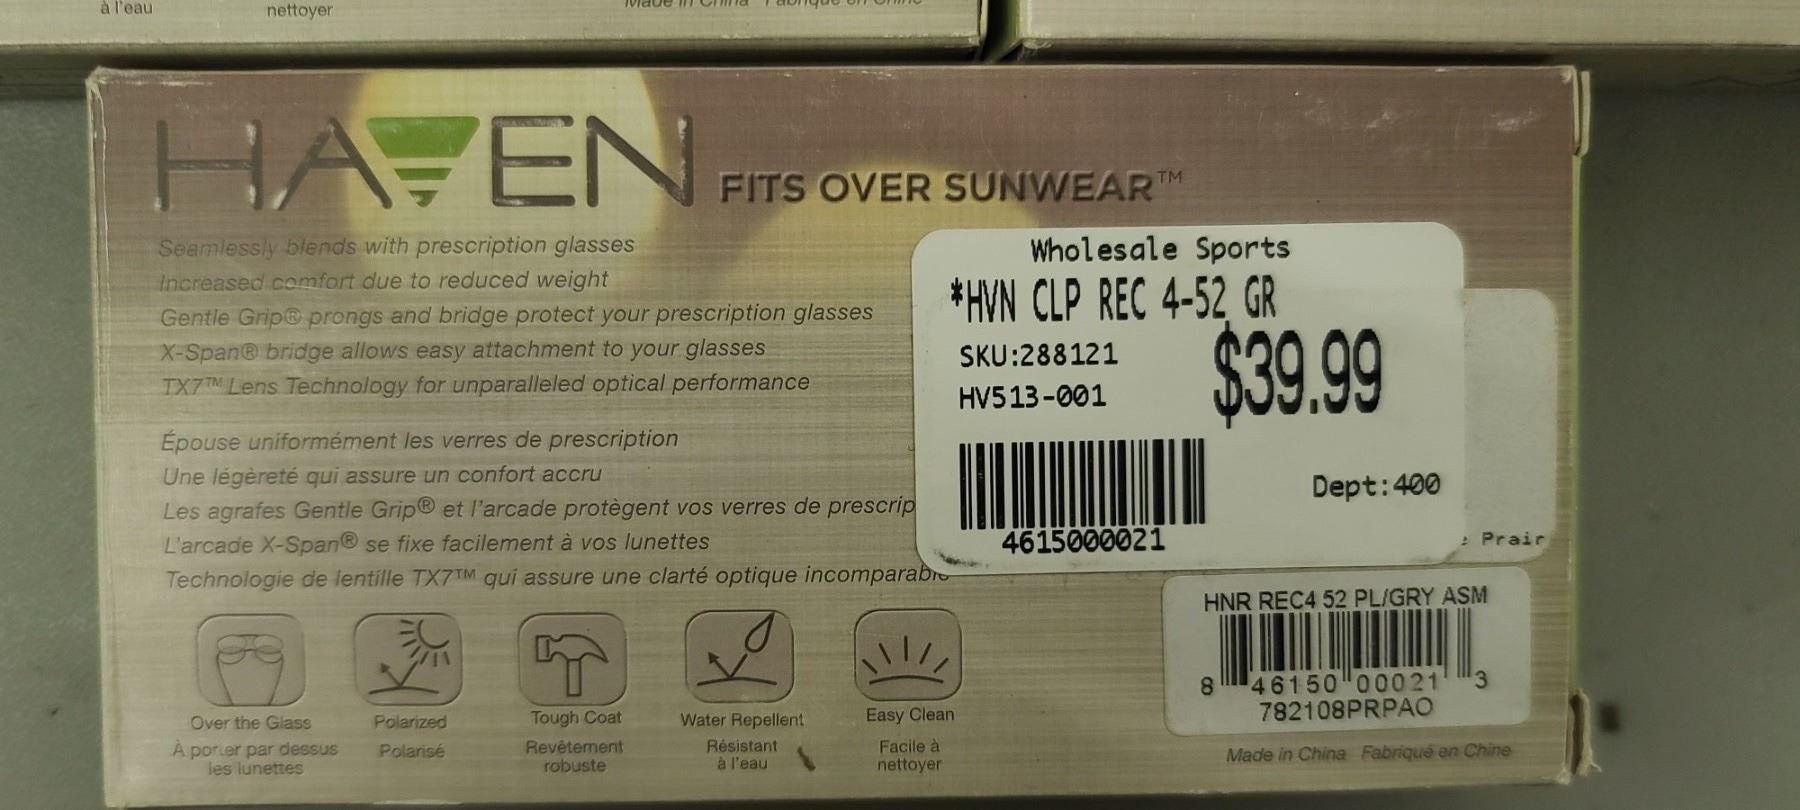 à l'eau
nettoyer
Made in China Fabriqué en Chine
HAVEN
FITS OVER SUNWEAR™
Seamlessly blends with prescription glasses
Increased comfort due to reduced weight
Gentle Grip® prongs and bridge protect your prescription glasses
X-Span® bridge allows easy attachment to your glasses
TX7™ Lens Technology for unparalleled optical performance
Épouse uniformément les verres de prescription
Une légèreté qui assure un confort accru
Les agrafes Gentle Grip® et l'arcade protègent vos verres de prescrip
L'arcade X-Span® se fixe facilement à vos lunettes
Technologie de lentille TX7™ qui assure une clarté optique incomparable
Wholesale Sports
*HVN CLP REC 4-52 GR
SKU:288121
$39.99
HV513-001
Dept:400
4615000021
: Prair
HNR REC4 52 PL/GRY ASM
8 46150 00021 3
782108PRPAO
Made in China Fabriqué en Chine
Over the Glass
À porter par dessus
les lunettes
Polarized
Polarisé
Tough Coat
Revêtement
robuste
Water Repellent
Résistant
à l'eau
Easy Clean
Facile à
nettoyer